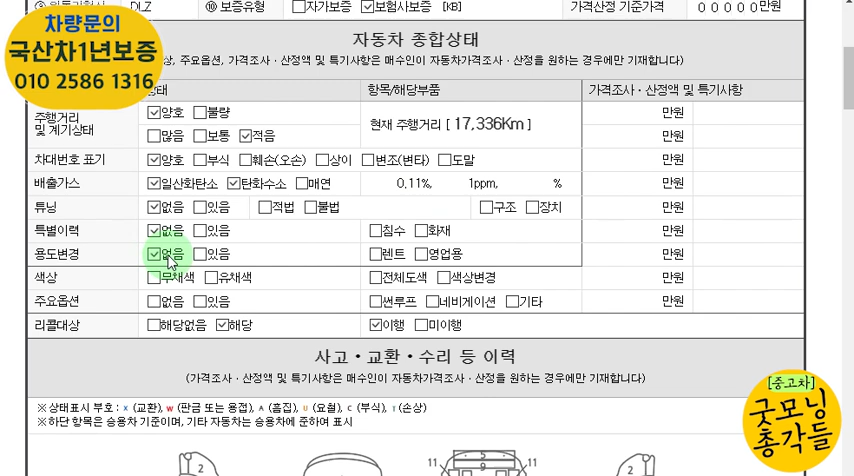 DLZ ⑩ 보증유형 □자가보증 ☑보험사보증 [KB] 가격산정 기준가격 0 0 0 0 0만원
차량문의
국산차1년보증
010 2586 1316
자동차 종합상태
상, 주요옵션, 가격조사·산정액 및 특기사항은 매수인이 자동차가격조사·산정을 원하는 경우에만 기재합니다)
상태 항목/해당부품 가격조사·산정액 및 특기사항
주행거리
및 계기상태
☑양호 □불량 만원
현재 주행거리 [ 17,336Km ]
□많음 □보통 ☑적음 만원
차대번호 표기 ☑양호 □부식 □훼손(오손) □상이 □변조(변타) □도말 만원
배출가스 ☑일산화탄소 ☑탄화수소 □매연 0.11%, 1ppm, % 만원
튜닝 ☑없음 □있음 □적법 □불법 □구조 □장치 만원
특별이력 ☑없음 □있음 □침수 □화재 만원
용도변경 ☑없음 □있음 □렌트 □영업용 만원
색상 □무채색 □유채색 □전체도색 □색상변경 만원
주요옵션 □없음 □있음 □썬루프 □네비게이션 □기타 만원
리콜대상 □해당없음 ☑해당 ☑이행 □미이행
사고·교환·수리 등 이력
(가격조사·산정액 및 특기사항은 매수인이 자동차가격조사·산정을 원하는 경우에만 기재합니다)
※ 상태표시 부호 : X (교환), W (판금 또는 용접), A (흠집), U (요철), C (부식), T (손상)
※ 하단 항목은 승용차 기준이며, 기타 자동차는 승용차에 준하여 표시
[중고차]
굿모닝
총각들
2 11 5 9 11 2